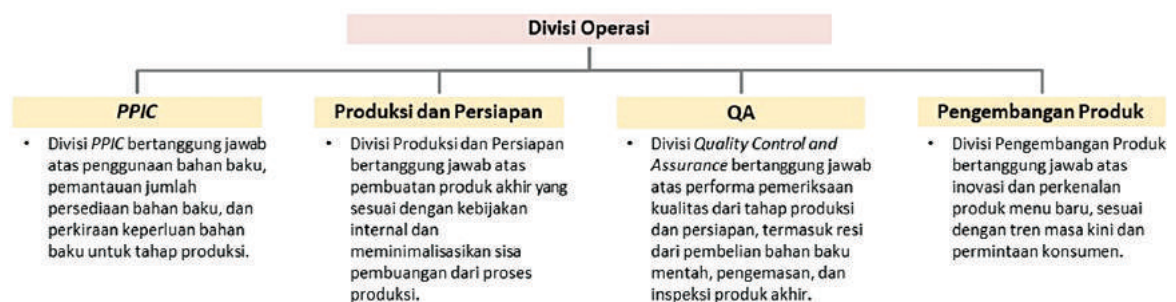 Divisi Operasi
PPIC
• Divisi PPIC bertanggung jawab
atas penggunaan bahan baku,
pemantauan jumlah
persediaan bahan baku, dan
perkiraan keperluan bahan
baku untuk tahap produksi.
Produksi dan Persiapan
• Divisi Produksi dan Persiapan
bertanggung jawab atas
pembuatan produk akhir yang
sesuai dengan kebijakan
internal dan
meminimalisasikan sisa
pembuangan dari proses
produksi.
QA
• Divisi Quality Control and
Assurance bertanggung jawab
atas performa pemeriksaan
kualitas dari tahap produksi
dan persiapan, termasuk resi
dari pembelian bahan baku
mentah, pengemasan, dan
inspeksi produk akhir.
Pengembangan Produk
• Divisi Pengembangan Produk
bertanggung jawab atas
inovasi dan perkenalan
produk menu baru, sesuai
dengan tren masa kini dan
permintaan konsumen.